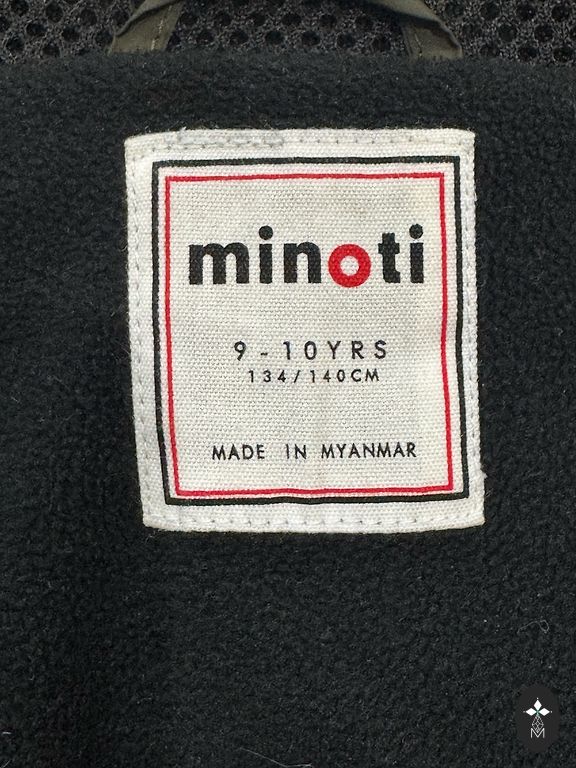 minoti
9 - 10YRS
134/140CM
MADE IN MYANMAR
M